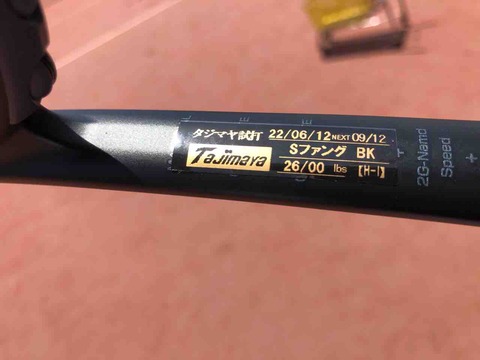 タジマヤ試打 22/06/12 NEXT 09/12
Tajimaya Sファング BK
26/00 lbs 【H-I】
2G-Namd
Speed